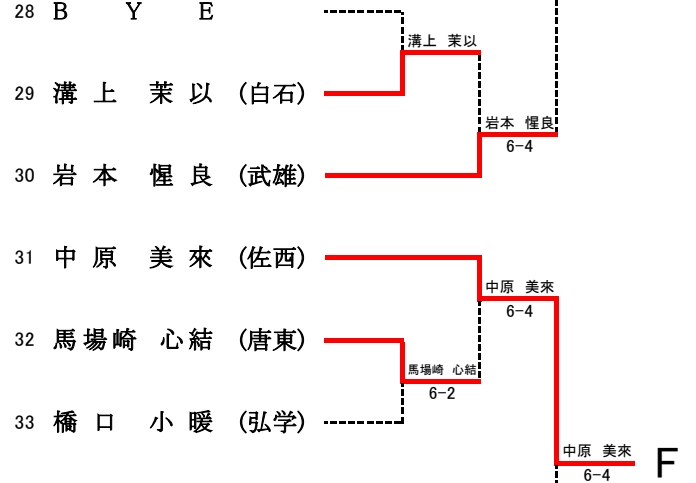 28 B Y E
溝上 茉以
29 溝 上 茉 以 (白石)
岩本 惺良
6-4
30 岩 本 惺 良 (武雄)
31 中 原 美 來 (佐西)
中原 美來
6-4
32 馬場崎 心結 (唐東)
馬場崎 心結
6-2
33 橋 口 小 暖 (弘学)
中原 美來
6-4
F